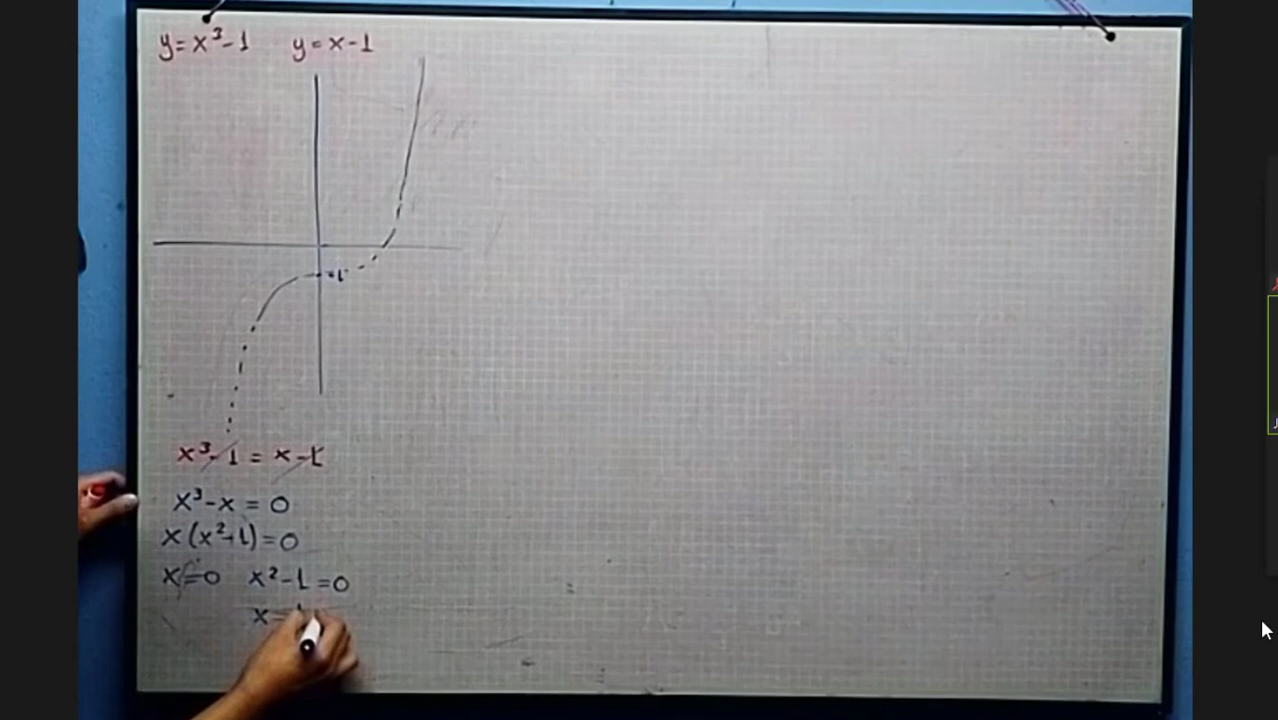 y=x³-1 y=x-1
-1
x³-1 = x-1
x³-x = 0
x(x²+1)=0
x=0 x²-1=0
x=